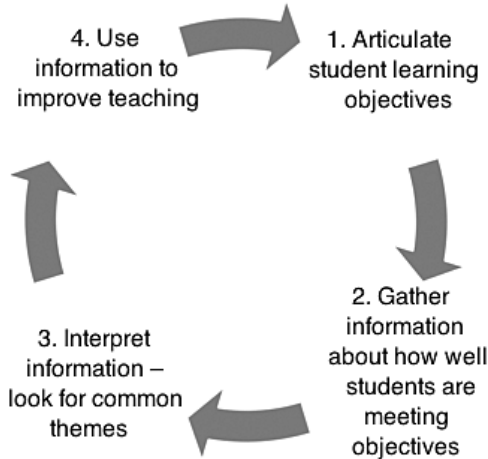 1. Articulate
student learning
objectives
2. Gather
information
about how well
students are
meeting
objectives
3. Interpret
information –
look for common
themes
4. Use
information to
improve teaching